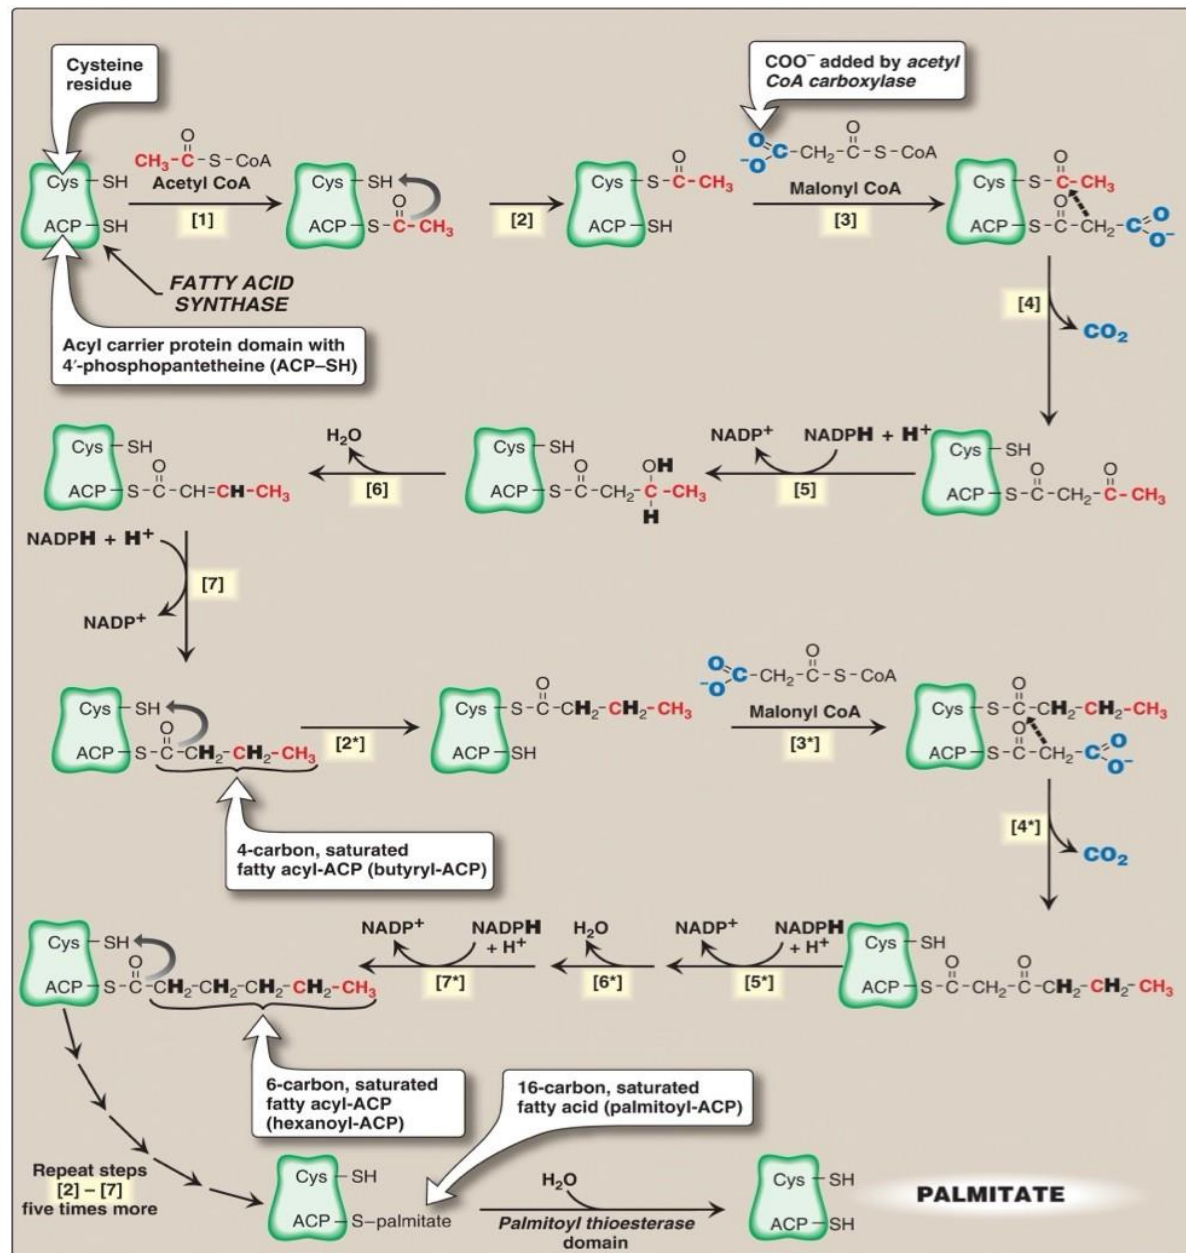 Cysteine
residue
COO⁻ added by acetyl
CoA carboxylase
CH₃–C–S–CoA
O
Acetyl CoA
[1]
Cys SH
ACP SH
Cys SH
O
ACP S–C–CH₃
[2]
O
Cys S–C–CH₃
ACP SH
O
⁻O C–CH₂–C–S–CoA
O
Malonyl CoA
[3]
O
Cys S–C–CH₃
O
ACP S–C–CH₂–C O
O⁻
FATTY ACID
SYNTHASE
Acyl carrier protein domain with
4′-phosphopantetheine (ACP–SH)
[4]
CO₂
Cys SH
O
ACP S–C–CH=CH–CH₃
H₂O
[6]
Cys SH
O OH
ACP S–C–CH₂–C–CH₃
H
NADP⁺ NADPH + H⁺
[5]
Cys SH
O O
ACP S–C–CH₂–C–CH₃
NADPH + H⁺
[7]
NADP⁺
Cys SH
O
ACP S–C–CH₂–CH₂–CH₃
[2*]
O
Cys S–C–CH₂–CH₂–CH₃
ACP SH
O
⁻O C–CH₂–C–S–CoA
O
Malonyl CoA
[3*]
O
Cys S–C–CH₂–CH₂–CH₃
O
ACP S–C–CH₂–C O
O⁻
4-carbon, saturated
fatty acyl-ACP (butyryl-ACP)
[4*]
CO₂
Cys SH
O
ACP S–C–CH₂–CH₂–CH₂–CH₂–CH₃
NADP⁺ NADPH
+ H⁺
[7*]
H₂O
[6*]
NADP⁺ NADPH
+ H⁺
[5*]
Cys SH
O O
ACP S–C–CH₂–C–CH₂–CH₂–CH₃
6-carbon, saturated
fatty acyl-ACP
(hexanoyl-ACP)
16-carbon, saturated
fatty acid (palmitoyl-ACP)
Repeat steps
[2] – [7]
five times more
Cys SH
ACP S–palmitate
H₂O
Palmitoyl thioesterase
domain
Cys SH
ACP SH
PALMITATE